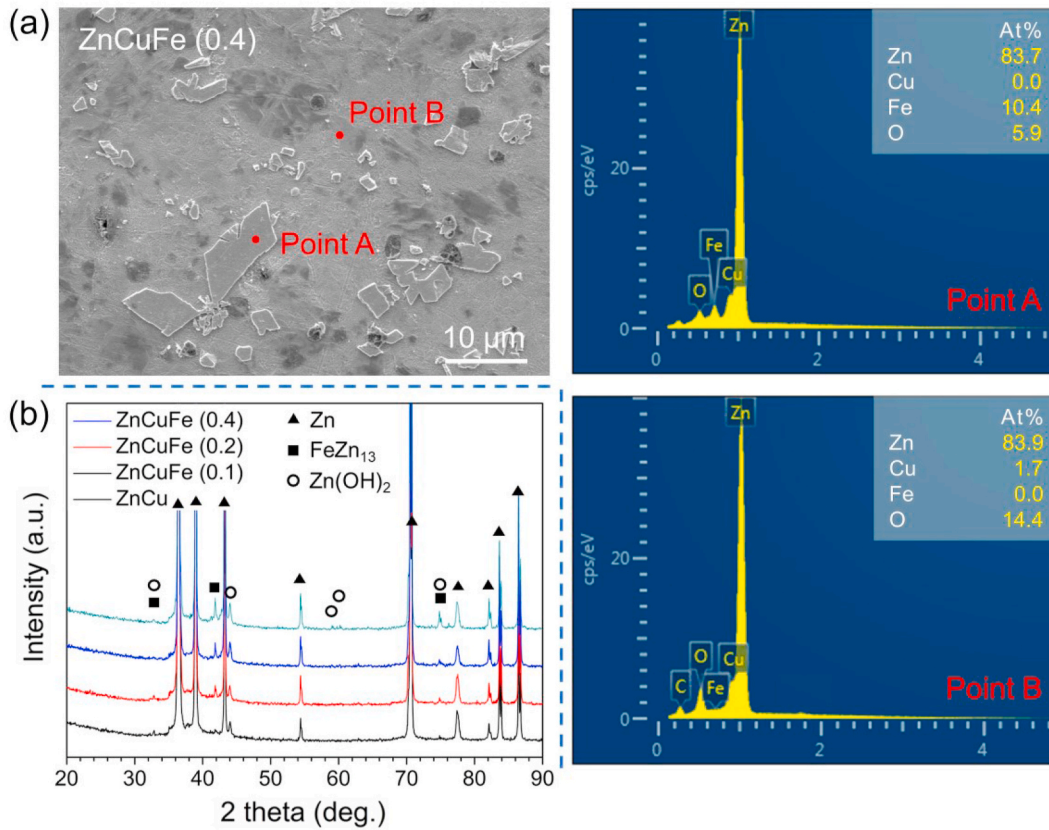 (a)
ZnCuFe (0.4)
Point B
Point A
10 μm
Zn
Fe
Cu
O
At%
Zn 83.7
Cu 0.0
Fe 10.4
O 5.9
cps/eV
20
0
0 2 4
Point A
(b)
ZnCuFe (0.4)
ZnCuFe (0.2)
ZnCuFe (0.1)
ZnCu
▲ Zn
■ FeZn₁₃
○ Zn(OH)₂
Intensity (a.u.)
20 30 40 50 60 70 80 90
2 theta (deg.)
Zn
O
Cu
C
Fe
At%
Zn 83.9
Cu 1.7
Fe 0.0
O 14.4
cps/eV
20
0
0 2 4
Point B